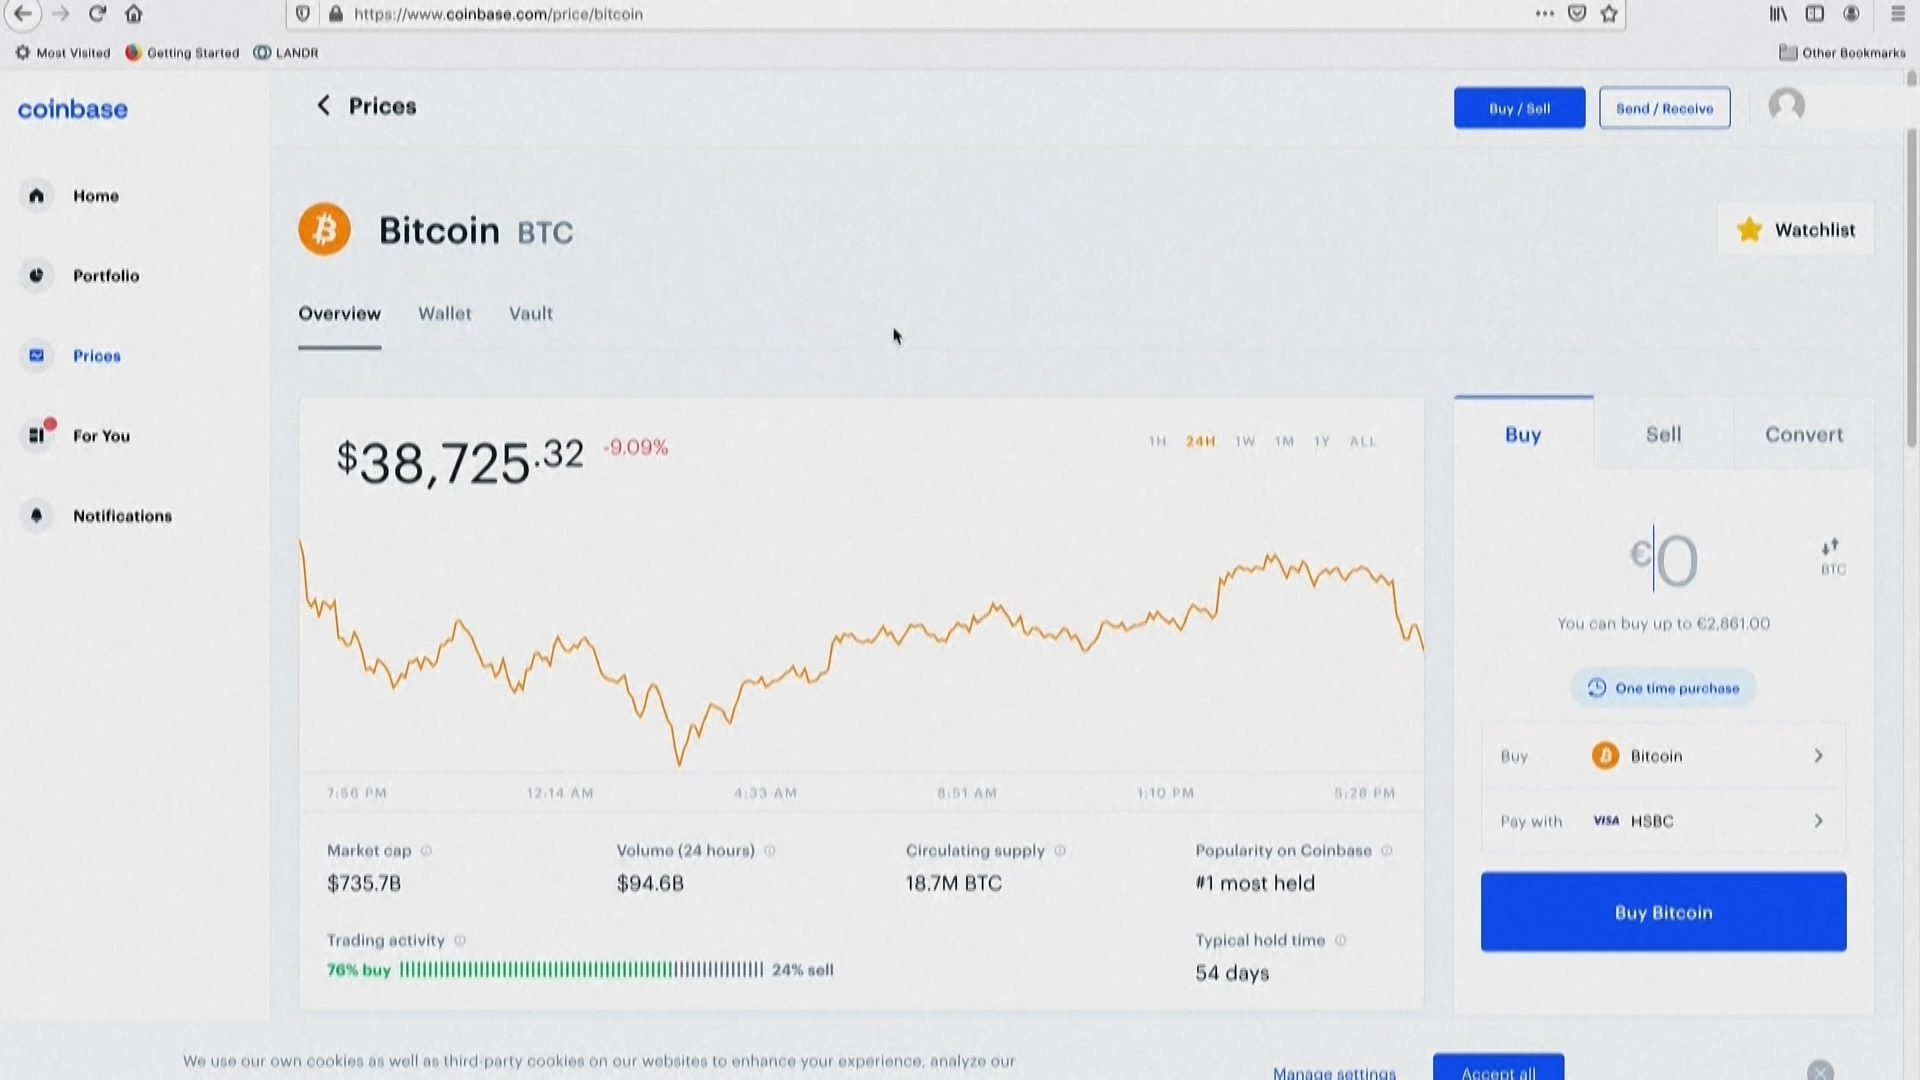 https://www.coinbase.com/price/bitcoin
Most Visited
Getting Started
LANDR
Other Bookmarks
coinbase
Prices
Buy / Sell
Send / Receive
Home
Portfolio
Prices
For You
Notifications
Bitcoin BTC
Watchlist
Overview
Wallet
Vault
$38,725.32 -9.09%
1H 24H 1W 1M 1Y ALL
7:56 PM 12:14 AM 4:33 AM 8:51 AM 1:10 PM 5:28 PM
Market cap
$735.7B
Volume (24 hours)
$94.6B
Circulating supply
18.7M BTC
Popularity on Coinbase
#1 most held
Trading activity
76% buy 24% sell
Typical hold time
54 days
Buy
Sell
Convert
€0
BTC
You can buy up to €2,861.00
One time purchase
Buy Bitcoin
Pay with VISA HSBC
Buy Bitcoin
We use our own cookies as well as third-party cookies on our websites to enhance your experience, analyze our
Manage settings
Accept all